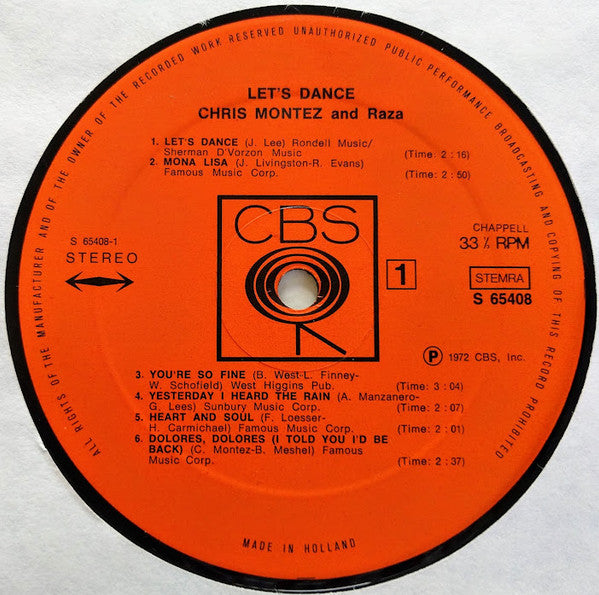 ALL RIGHTS OF THE MANUFACTURER AND OF THE OWNER OF THE RECORDED WORK RESERVED UNAUTHORIZED PUBLIC PERFORMANCE BROADCASTING AND COPYING OF THIS RECORD PROHIBITED
LET'S DANCE
CHRIS MONTEZ and Raza
1. LET'S DANCE (J. Lee) Rondell Music/
Sherman D'Vorzon Music (Time: 2 : 16)
2. MONA LISA (J. Livingston-R. Evans)
Famous Music Corp. (Time: 2 : 50)
CBS
S 65408-1
STEREO
1
CHAPPELL
33 ⅓ RPM
STEMRA
S 65408
Ⓟ 1972 CBS, Inc.
3. YOU'RE SO FINE (B. West-L. Finney-
W. Schofield) West Higgins Pub. (Time: 3 : 04)
4. YESTERDAY I HEARD THE RAIN (A. Manzanero-
G. Lees) Sunbury Music Corp. (Time: 2 : 07)
5. HEART AND SOUL (F. Loesser-
H. Carmichael) Famous Music Corp. (Time: 2 : 01)
6. DOLORES, DOLORES (I TOLD YOU I'D BE
BACK) (C. Montez-B. Meshel) Famous
Music Corp. (Time: 2 : 37)
MADE IN HOLLAND